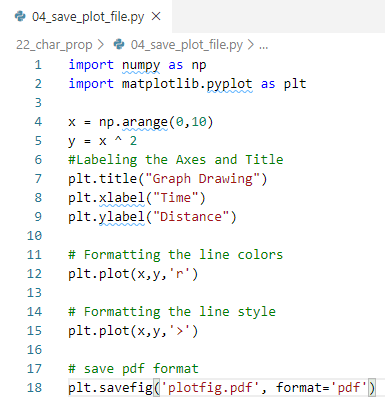 04_save_plot_file.py ×
22_char_prop > 04_save_plot_file.py > ...
1 import numpy as np
2 import matplotlib.pyplot as plt
3
4 x = np.arange(0,10)
5 y = x ^ 2
6 #Labeling the Axes and Title
7 plt.title("Graph Drawing")
8 plt.xlabel("Time")
9 plt.ylabel("Distance")
10
11 # Formatting the line colors
12 plt.plot(x,y,'r')
13
14 # Formatting the line style
15 plt.plot(x,y,'>')
16
17 # save pdf format
18 plt.savefig('plotfig.pdf', format='pdf')